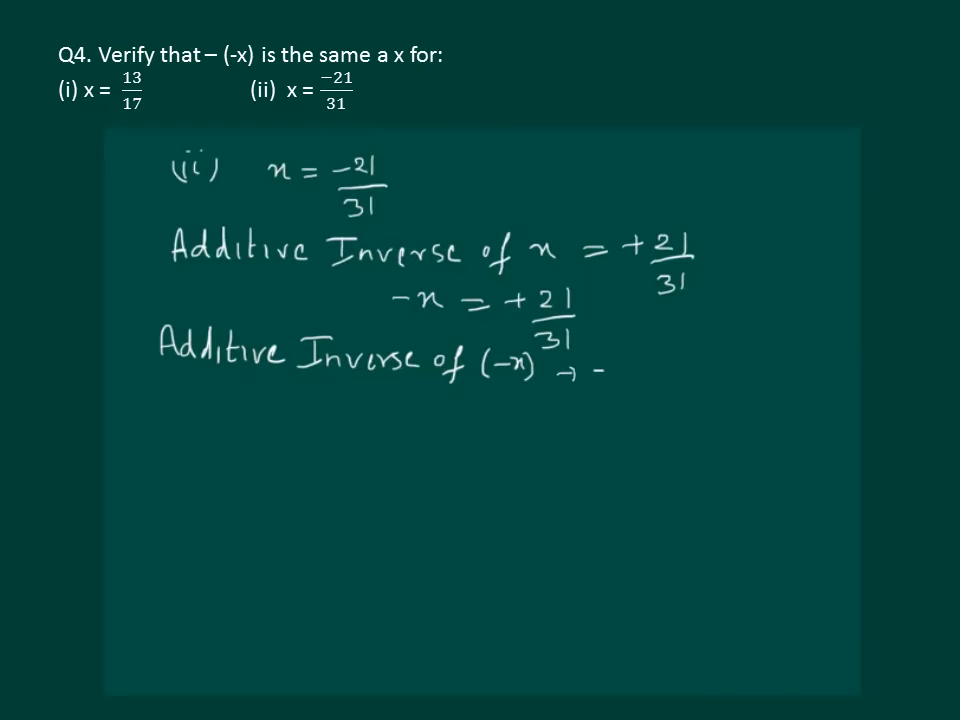 Q4. Verify that – (-x) is the same a x for:
(i) x = 13/17 (ii) x = −21/31
(ii) x = -21/31
Additive Inverse of x = +21/31
-x = +21/31
Additive Inverse of (-x) → -